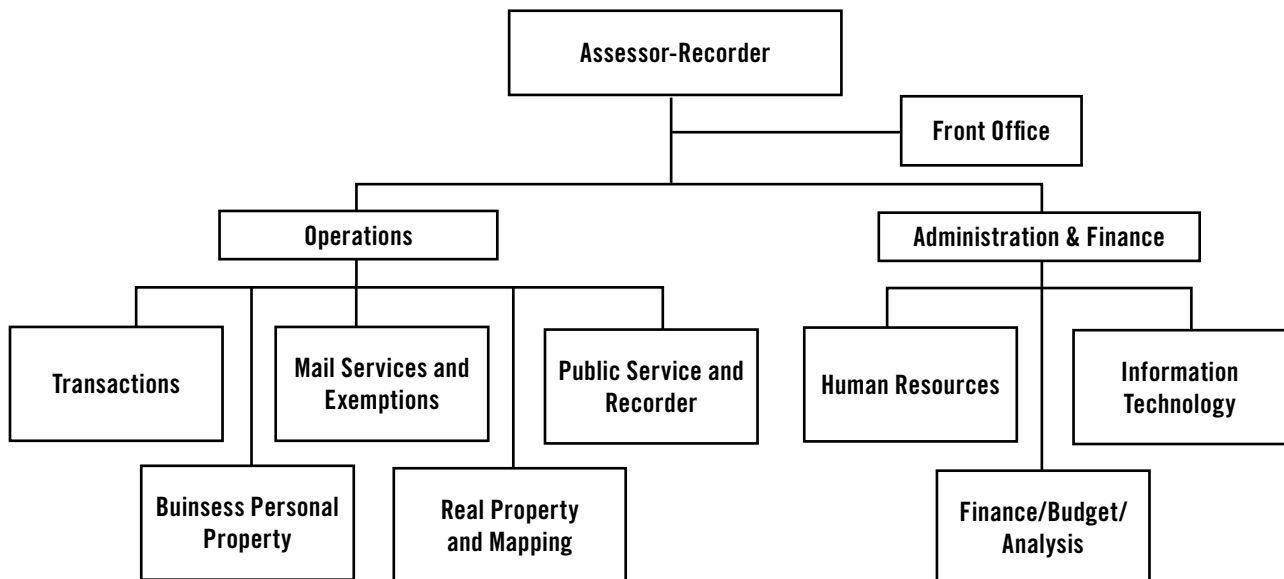 Assessor-Recorder
Front Office
Operations
Administration & Finance
Transactions
Mail Services and
Exemptions
Public Service and
Recorder
Human Resources
Information
Technology
Buinsess Personal
Property
Real Property
and Mapping
Finance/Budget/
Analysis